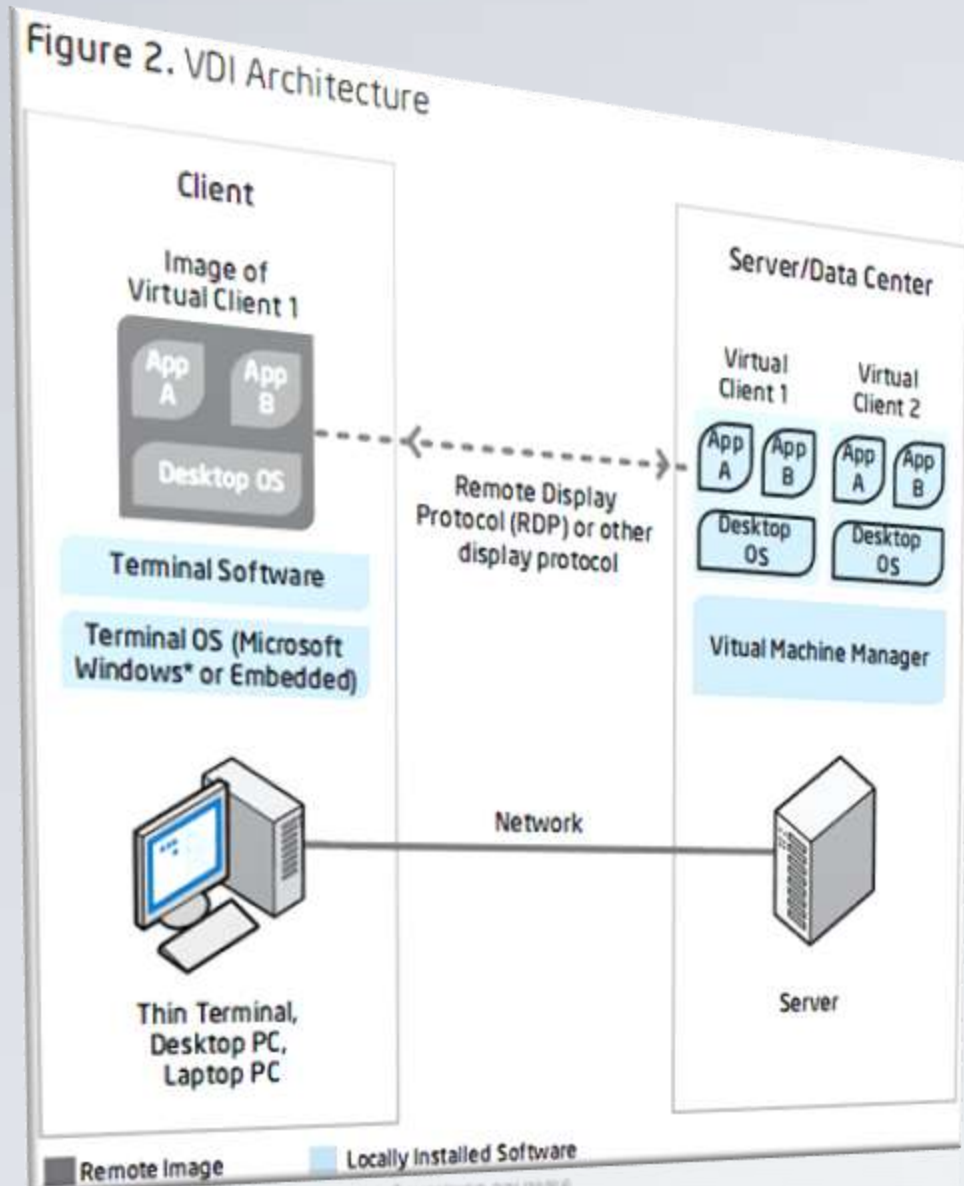 Figure 2. VDI Architecture
Client
Image of
Virtual Client 1
App
A
App
B
Desktop OS
Terminal Software
Terminal OS (Microsoft
Windows* or Embedded)
Thin Terminal,
Desktop PC,
Laptop PC
Remote Display
Protocol (RDP) or other
display protocol
Network
Server/Data Center
Virtual
Client 1
App
A
App
B
Desktop
OS
Virtual
Client 2
App
A
App
B
Desktop
OS
Vitual Machine Manager
Server
Remote Image
Locally Installed Software